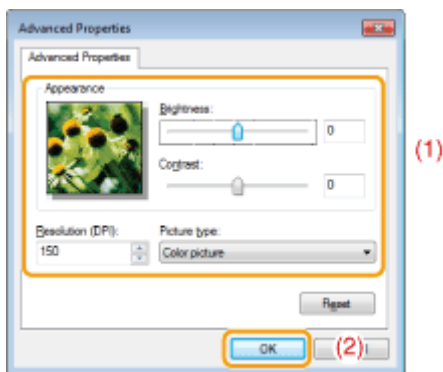 Advanced Properties
Advanced Properties
Appearance
Brightness:
0
(1)
Contrast:
0
Resolution (DPI):
Picture type:
150
Color picture
Reset
OK
(2)